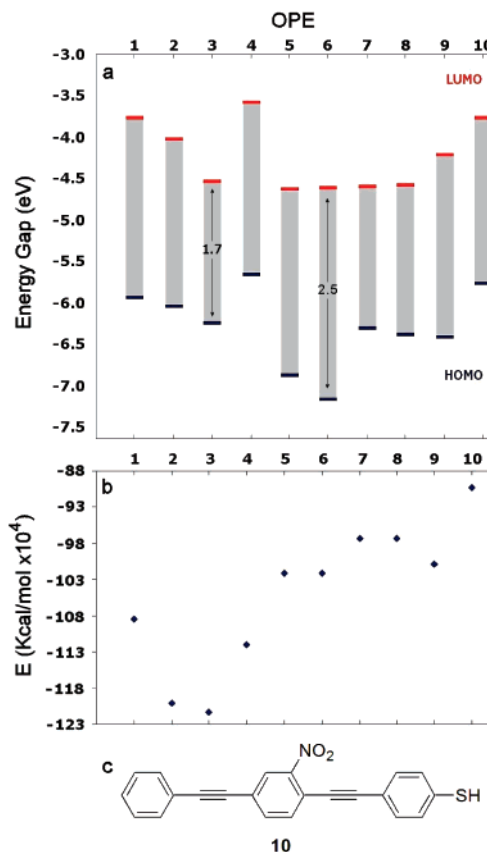 OPE
1 2 3 4 5 6 7 8 9 10
a
LUMO
HOMO
1.7
2.5
Energy Gap (eV)
-3.0
-3.5
-4.0
-4.5
-5.0
-5.5
-6.0
-6.5
-7.0
-7.5
1 2 3 4 5 6 7 8 9 10
b
E (Kcal/mol x10⁴)
-88
-93
-98
-103
-108
-113
-118
-123
c
NO₂
SH
10